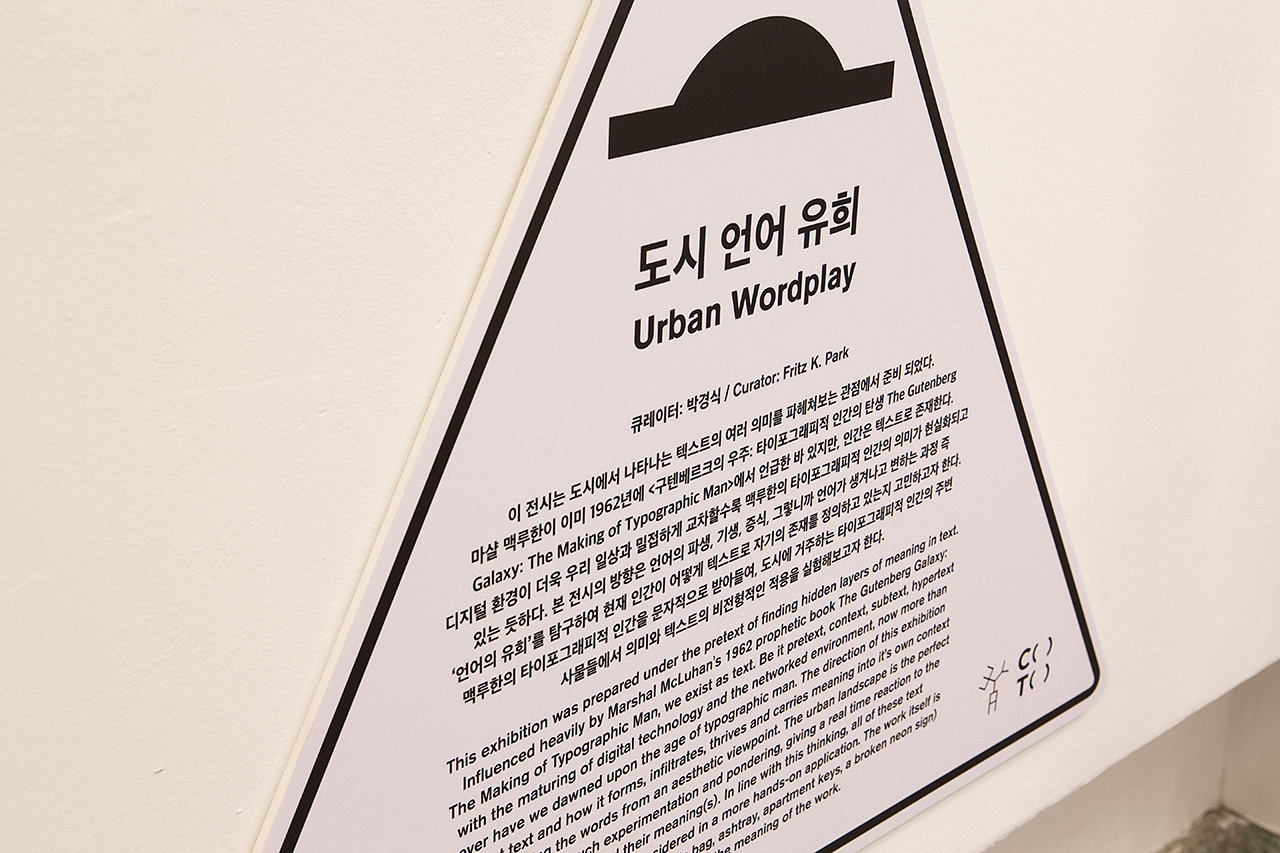 도시 언어 유희
Urban Wordplay
큐레이터: 박경식 / Curator: Fritz K. Park
이 전시는 도시에서 나타나는 텍스트의 여러 의미를 파헤쳐보는 관점에서 준비 되었다.
마샬 맥루한이 이미 1962년에 <구텐베르크의 우주: 타이포그래피적 인간의 탄생 The Gutenberg
Galaxy: The Making of Typographic Man>에서 언급한 바 있지만, 인간은 텍스트로 존재한다.
디지털 환경이 더욱 우리 일상과 밀접하게 교차할수록 맥루한의 타이포그래피적 인간의 의미가 현실화되고
있는 듯하다. 본 전시의 방향은 언어의 파생, 기생, 증식, 그렇니까 언어가 생겨나고 변하는 과정 즉
‘언어의 유희’를 탐구하여 현재 인간이 어떻게 텍스트로 자기의 존재를 정의하고 있는지 고민하고자 한다.
맥루한의 타이포그래피적 인간을 문자적으로 받아들여, 도시에 거주하는 타이포그래피적 인간의 주변
사물들에서 의미와 텍스트의 비전형적인 적용을 실험해보고자 한다.
This exhibition was prepared under the pretext of finding hidden layers of meaning in text.
Influenced heavily by Marshal McLuhan's 1962 prophetic book The Gutenberg Galaxy:
The Making of Typographic Man, we exist as text. Be it pretext, context, subtext, hypertext
with the maturing of digital technology and the networked environment, now more than
ever have we dawned upon the age of typographic man. The direction of this exhibition
text and how it forms, infiltrates, thrives and carries meaning into it's own context
the words from an aesthetic viewpoint. The urban landscape is the perfect
experimentation and pondering, giving a real time reaction to the
their meaning(s). In line with this thinking, all of these text
in a more hands-on application. The work itself is
bag, ashtray, apartment keys, a broken neon sign)
the meaning of the work.
C( )
T( )